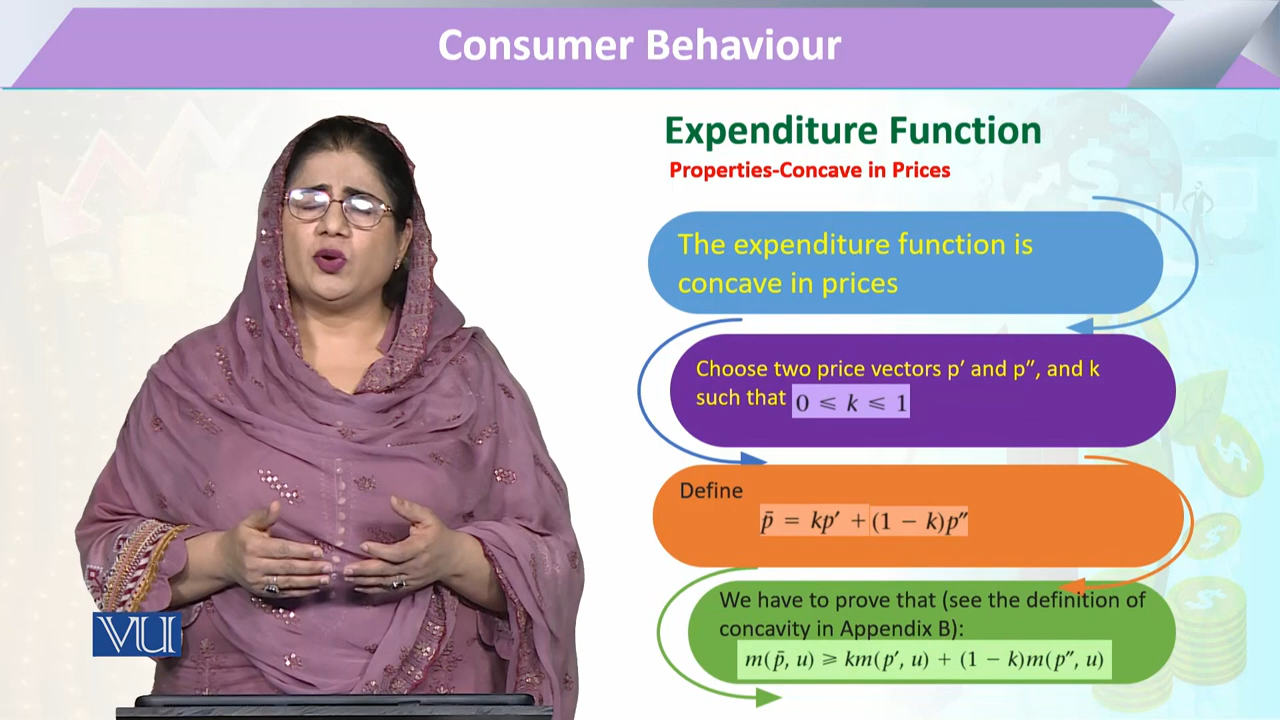 Consumer Behaviour
Expenditure Function
Properties-Concave in Prices
The expenditure function is
concave in prices
Choose two price vectors p′ and p″, and k
such that 0 ⩽ k ⩽ 1
Define
p̄ = kp′ + (1 − k)p″
We have to prove that (see the definition of
concavity in Appendix B):
m(p̄, u) ⩾ km(p′, u) + (1 − k)m(p″, u)
VU